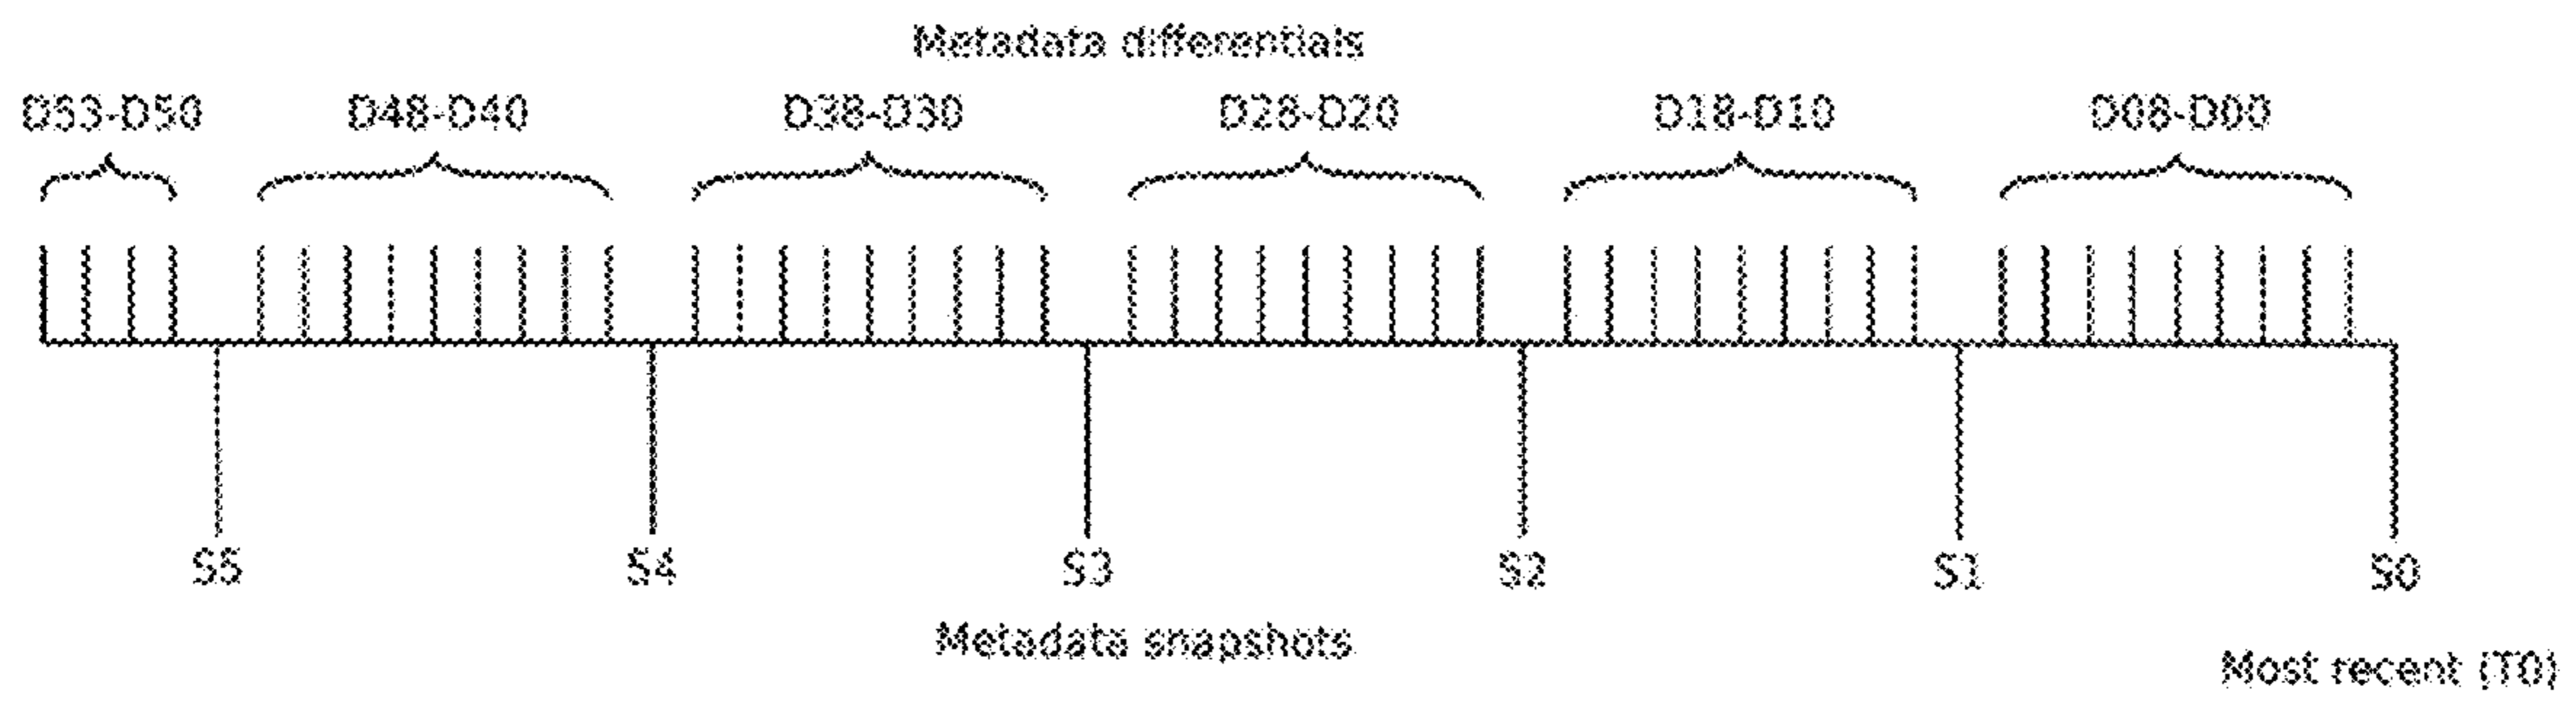 Metadata differentials
D53-D50 D48-D40 D38-D30 D28-D20 D18-D10 D08-D00
S5 S4 S3 S2 S1 S0
Metadata snapshots
Most recent (T0)